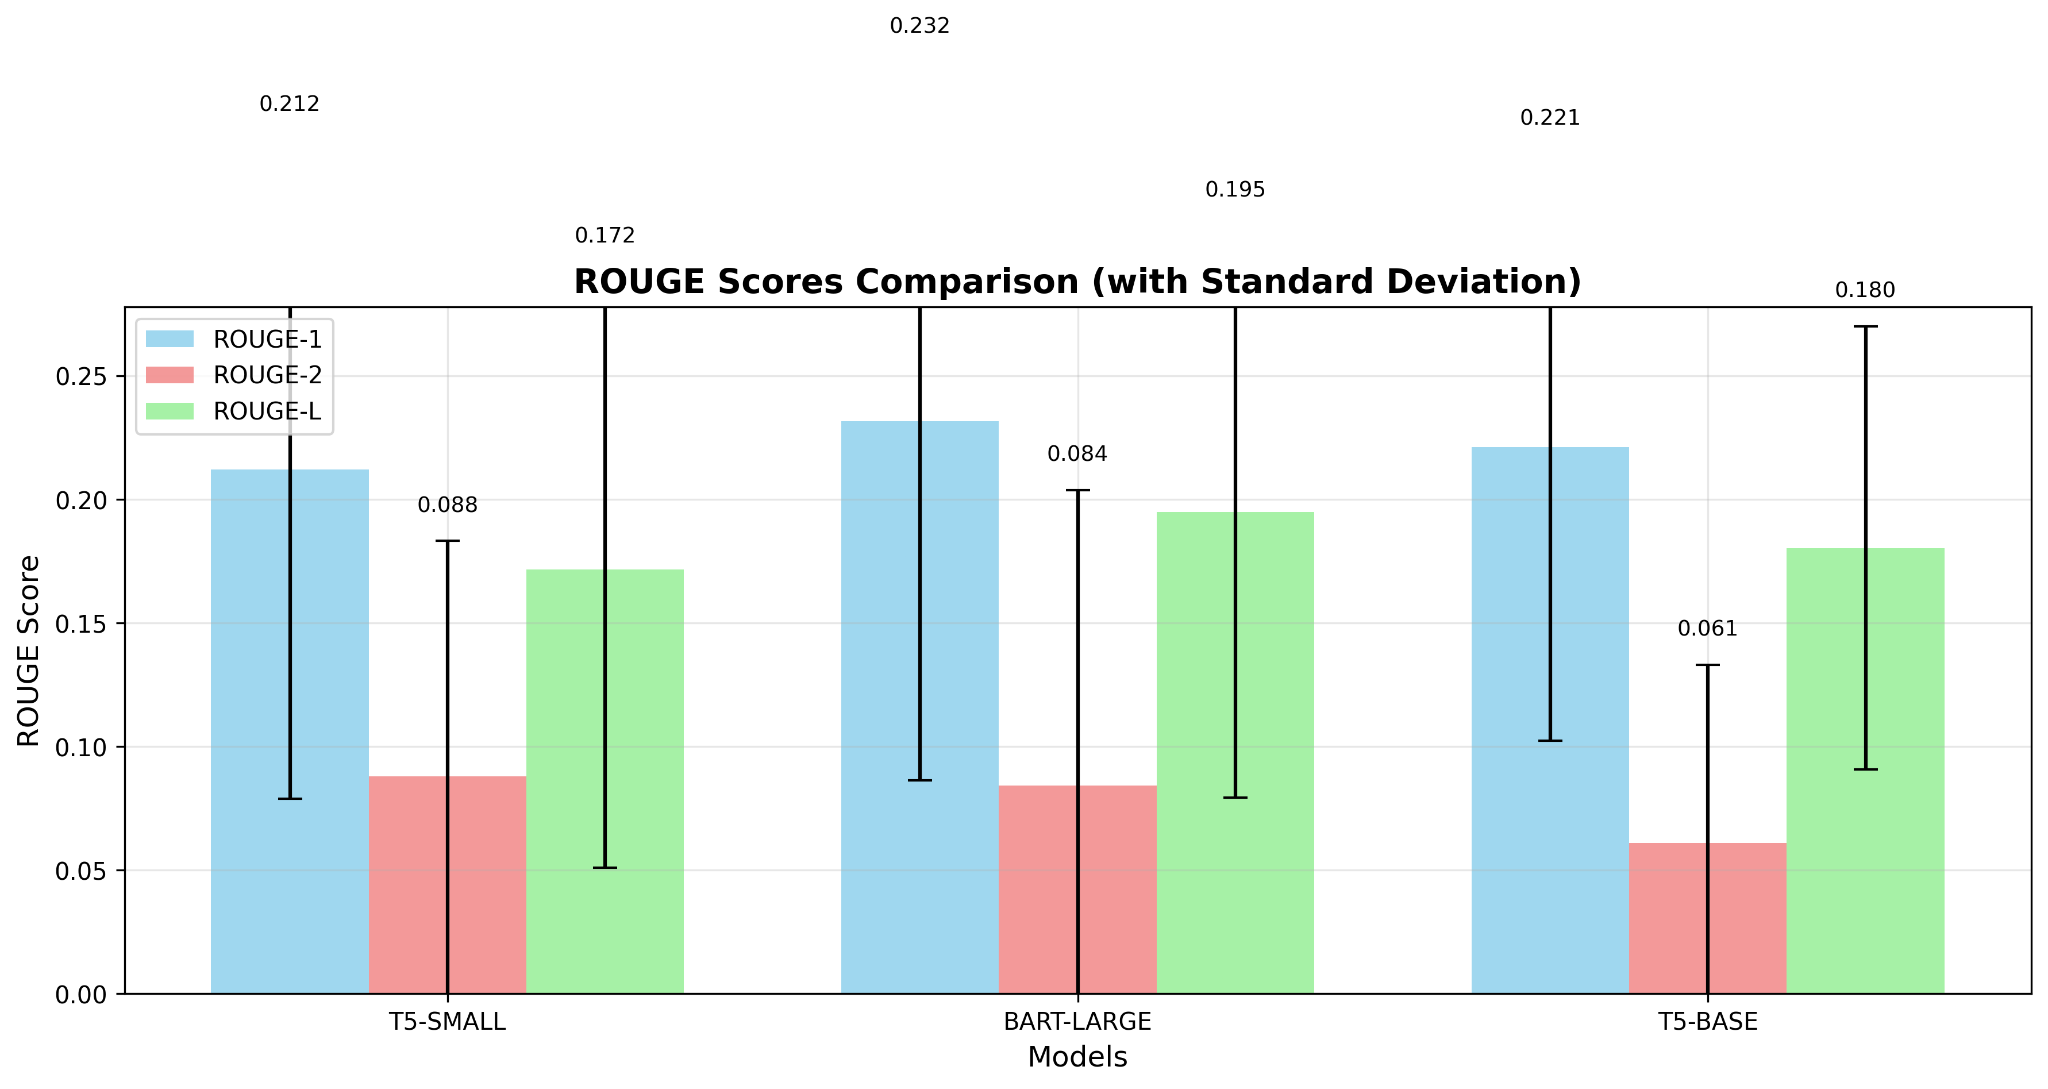 0.232
0.212
0.221
0.195
0.172
ROUGE Scores Comparison (with Standard Deviation)
0.180
ROUGE-1
ROUGE-2
ROUGE-L
0.25
0.084
0.20
0.088
0.15
0.061
0.10
0.05
0.00
ROUGE Score
T5-SMALL
BART-LARGE
T5-BASE
Models